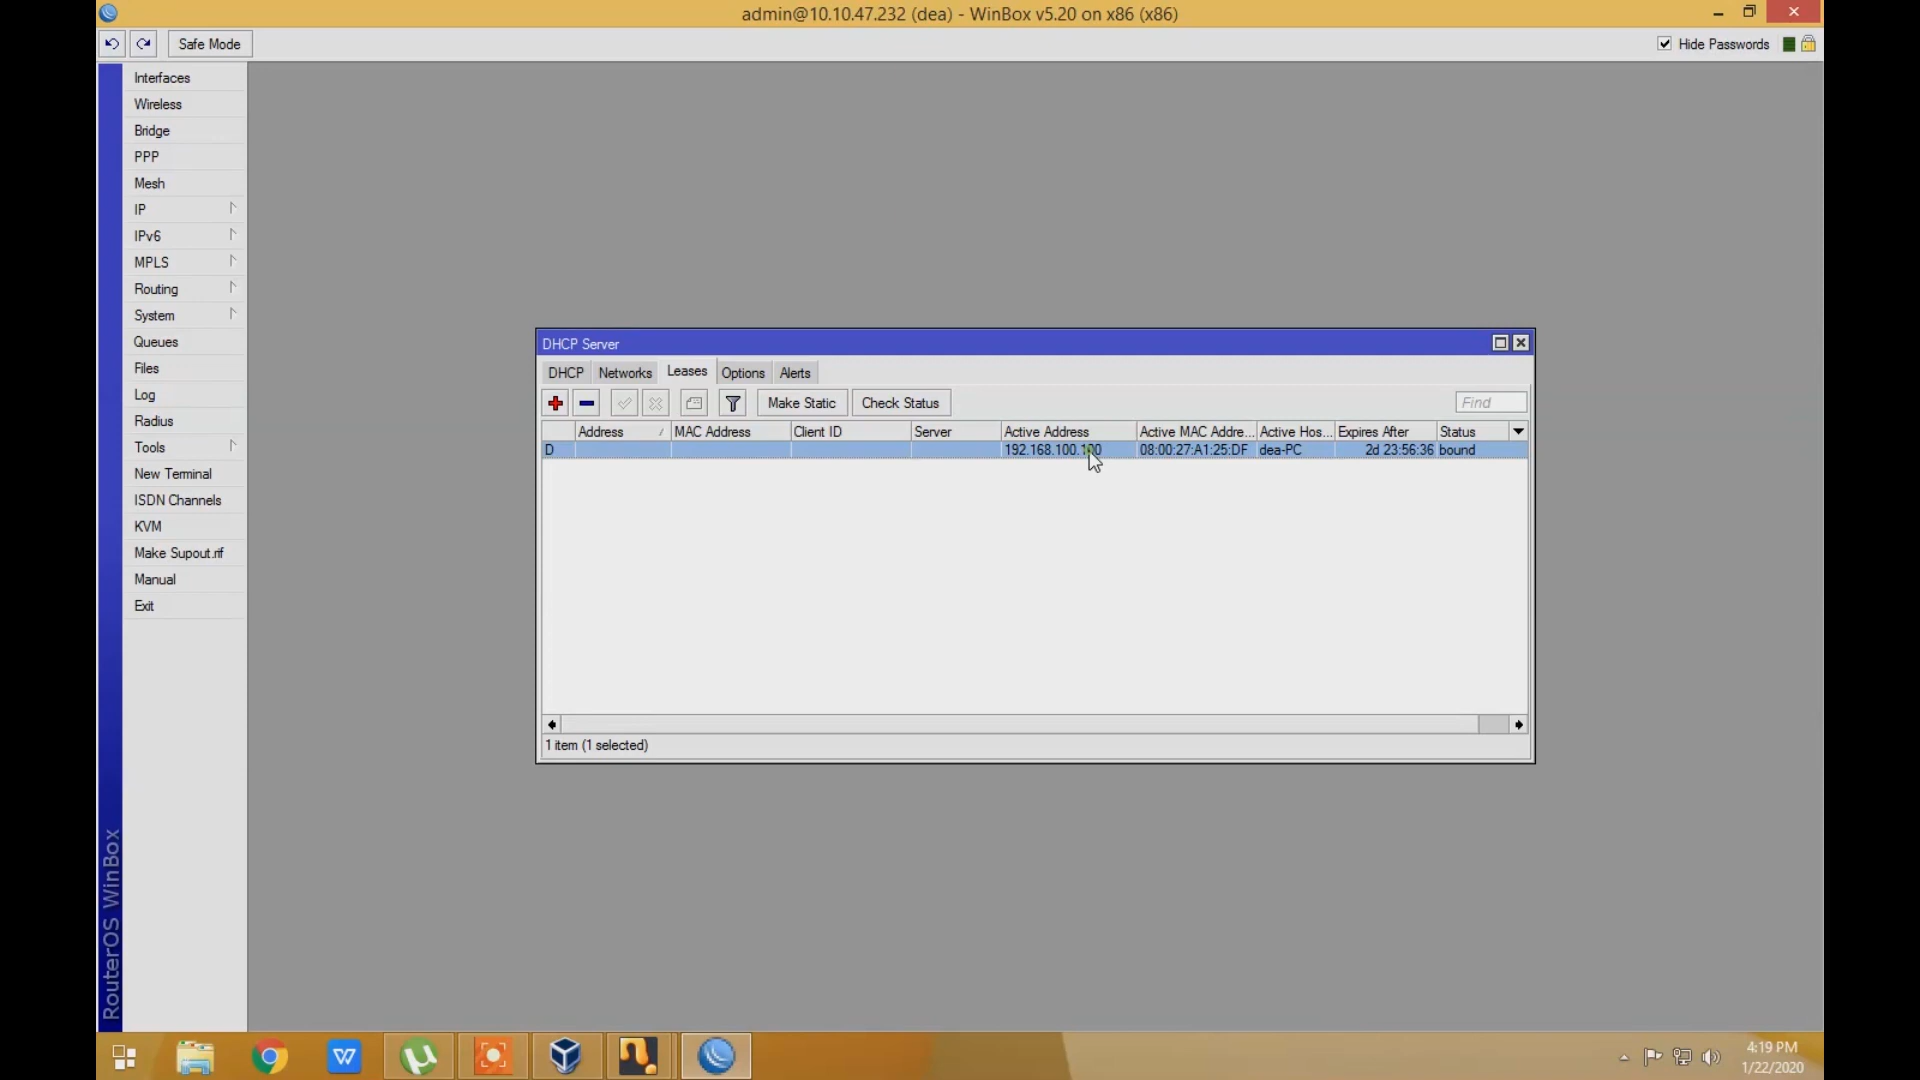 admin@10.10.47.232 (dea) - WinBox v5.20 on x86 (x86)
Safe Mode
Hide Passwords
Interfaces
Wireless
Bridge
PPP
Mesh
IP
IPv6
MPLS
Routing
System
Queues
Files
Log
Radius
Tools
New Terminal
ISDN Channels
KVM
Make Supout.rif
Manual
Exit
RouterOS WinBox
DHCP Server
DHCP Networks Leases Options Alerts
Make Static Check Status Find
Address MAC Address Client ID Server Active Address Active MAC Addre... Active Hos... Expires After Status
D 192.168.100.100 08:00:27:A1:25:DF dea-PC 2d 23:56:36 bound
1 item (1 selected)
4:19 PM
1/22/2020